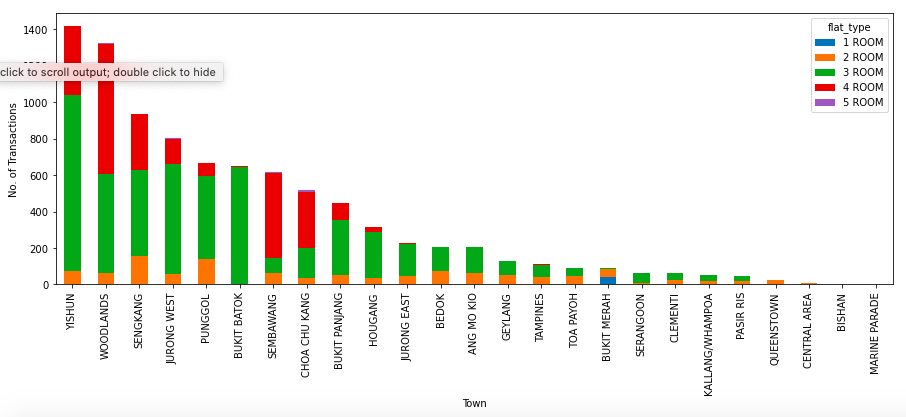 1400
1200
1000
800
600
400
200
0
No. of Transactions
click to scroll output; double click to hide
flat_type
1 ROOM
2 ROOM
3 ROOM
4 ROOM
5 ROOM
YISHUN
WOODLANDS
SENGKANG
JURONG WEST
PUNGGOL
BUKIT BATOK
SEMBAWANG
CHOA CHU KANG
BUKIT PANJANG
HOUGANG
JURONG EAST
BEDOK
ANG MO KIO
GEYLANG
TAMPINES
TOA PAYOH
BUKIT MERAH
SERANGOON
CLEMENTI
KALLANG/WHAMPOA
PASIR RIS
QUEENSTOWN
CENTRAL AREA
BISHAN
MARINE PARADE
Town